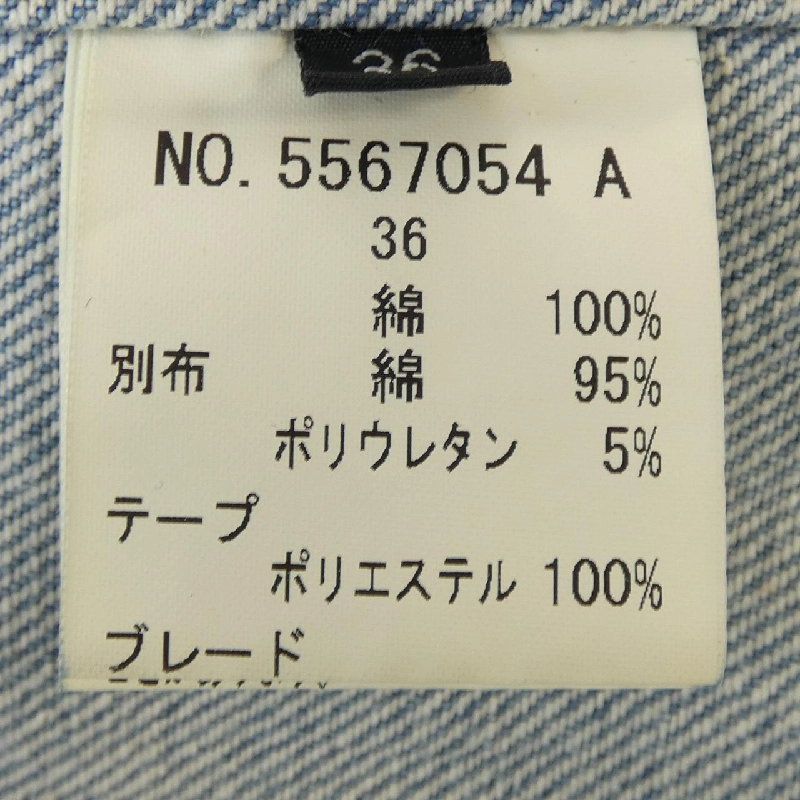 36
NO. 5567054 A
36
綿 100%
別布 綿 95%
ポリウレタン 5%
テープ
ポリエステル 100%
ブレード